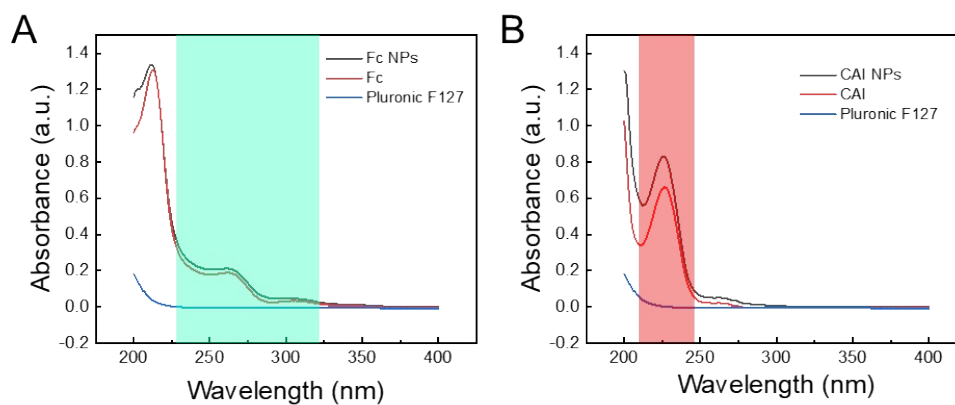 A
Fc NPs
Fc
Pluronic F127
Absorbance (a.u.)
1.4
1.2
1.0
0.8
0.6
0.4
0.2
0.0
-0.2
200
250
300
350
400
Wavelength (nm)
B
CAI NPs
CAI
Pluronic F127
Absorbance (a.u.)
1.4
1.2
1.0
0.8
0.6
0.4
0.2
0.0
-0.2
200
250
300
350
400
Wavelength (nm)